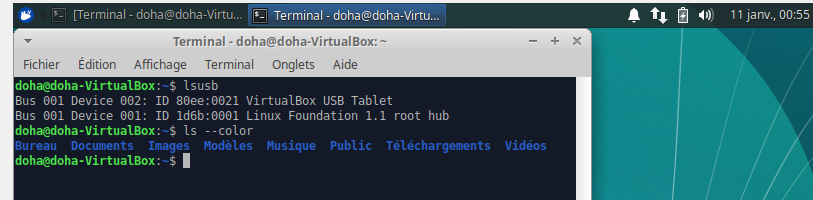 [Terminal - doha@doha-Virtu... Terminal - doha@doha-Virtu... 11 janv., 00:55
Terminal - doha@doha-VirtualBox: ~
Fichier Édition Affichage Terminal Onglets Aide
doha@doha-VirtualBox:~$ lsusb
Bus 001 Device 002: ID 80ee:0021 VirtualBox USB Tablet
Bus 001 Device 001: ID 1d6b:0001 Linux Foundation 1.1 root hub
doha@doha-VirtualBox:~$ ls --color
Bureau Documents Images Modèles Musique Public Téléchargements Vidéos
doha@doha-VirtualBox:~$